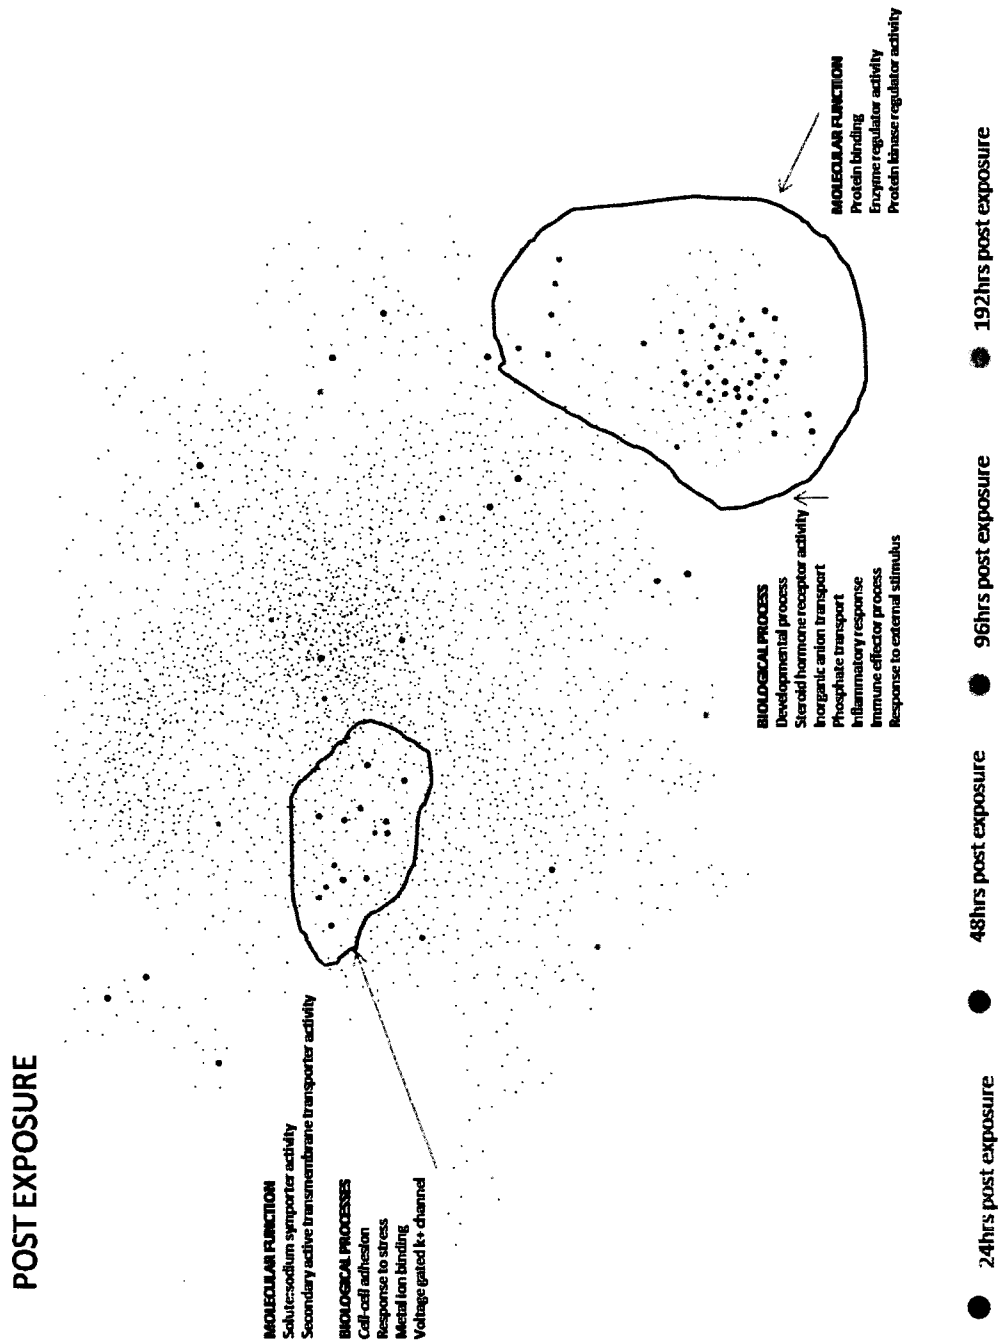 POST EXPOSURE
MOLECULAR FUNCTION
Solute:sodium symporter activity
Secondary active transmembrane transporter activity
BIOLOGICAL PROCESSES
Cell-cell adhesion
Response to stress
Metal ion binding
Voltage gated k+ channel
BIOLOGICAL PROCESS
Developmental process
Steroid hormone receptor activity
Inorganic anion transport
Phosphate transport
Inflammatory response
Immune effector process
Response to external stimulus
MOLECULAR FUNCTION
Protein binding
Enzyme regulator activity
Protein kinase regulator activity
24hrs post exposure
48hrs post exposure
96hrs post exposure
192hrs post exposure